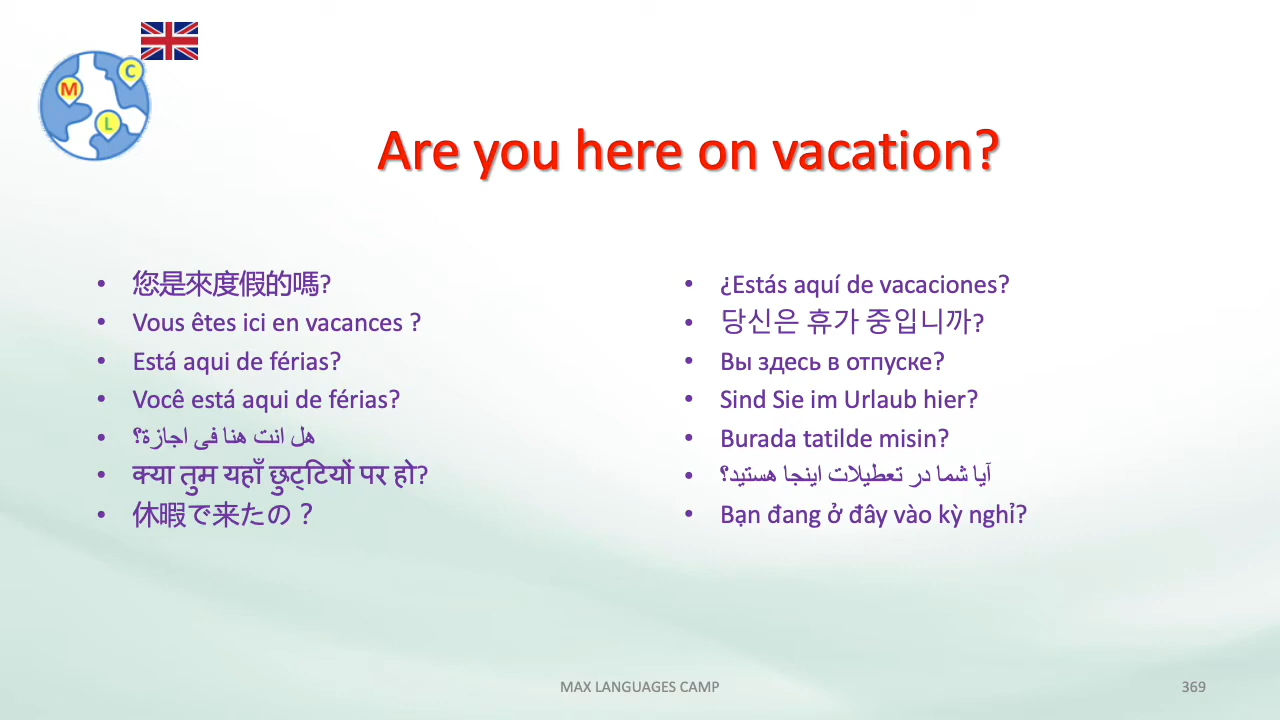 C
M
L
Are you here on vacation?
• 您是來度假的嗎?
• Vous êtes ici en vacances ?
• Está aqui de férias?
• Você está aqui de férias?
• هل انت هنا فى اجازة؟
• क्या तुम यहाँ छुट्टियों पर हो?
• 休暇で来たの？
• ¿Estás aquí de vacaciones?
• 당신은 휴가 중입니까?
• Вы здесь в отпуске?
• Sind Sie im Urlaub hier?
• Burada tatilde misin?
• آیا شما در تعطیلات اینجا هستید؟
• Bạn đang ở đây vào kỳ nghỉ?
MAX LANGUAGES CAMP
369